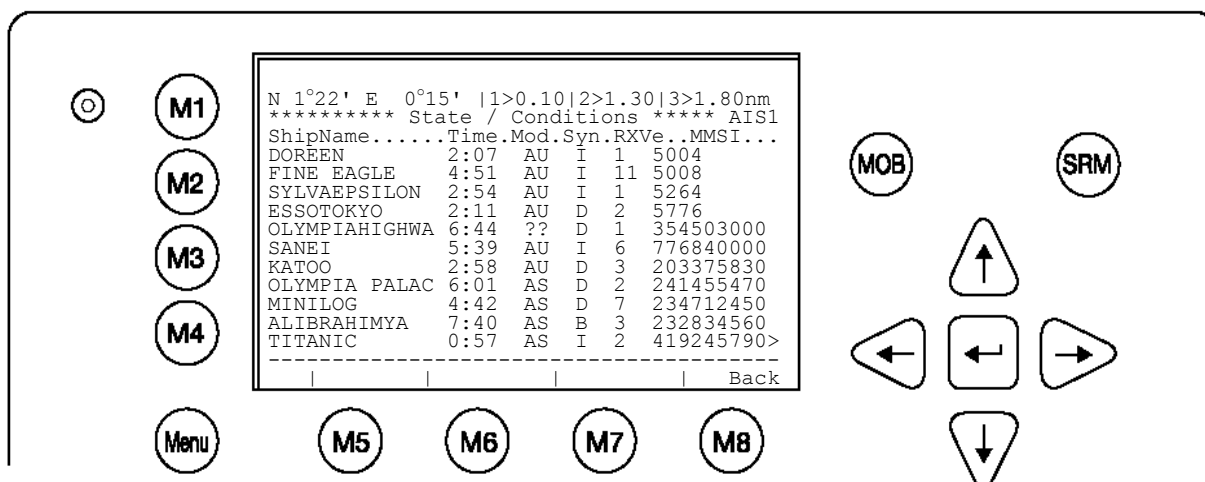 N 1°22' E 0°15' |1>0.10|2>1.30|3>1.80nm
********** State / Conditions ***** AIS1
ShipName......Time.Mod.Syn.RXVe..MMSI...
DOREEN 2:07 AU I 1 5004
FINE EAGLE 4:51 AU I 11 5008
SYLVAEPSILON 2:54 AU I 1 5264
ESSOTOKYO 2:11 AU D 2 5776
OLYMPIAHIGHWA 6:44 ?? D 1 354503000
SANEI 5:39 AU I 6 776840000
KATOO 2:58 AU D 3 203375830
OLYMPIA PALAC 6:01 AS D 2 241455470
MINILOG 4:42 AS D 7 234712450
ALIBRAHIMYA 7:40 AS B 3 232834560
TITANIC 0:57 AS I 2 419245790>
----------------------------------------
| | | | Back
M1
M2
M3
M4
Menu
M5
M6
M7
M8
MOB
SRM